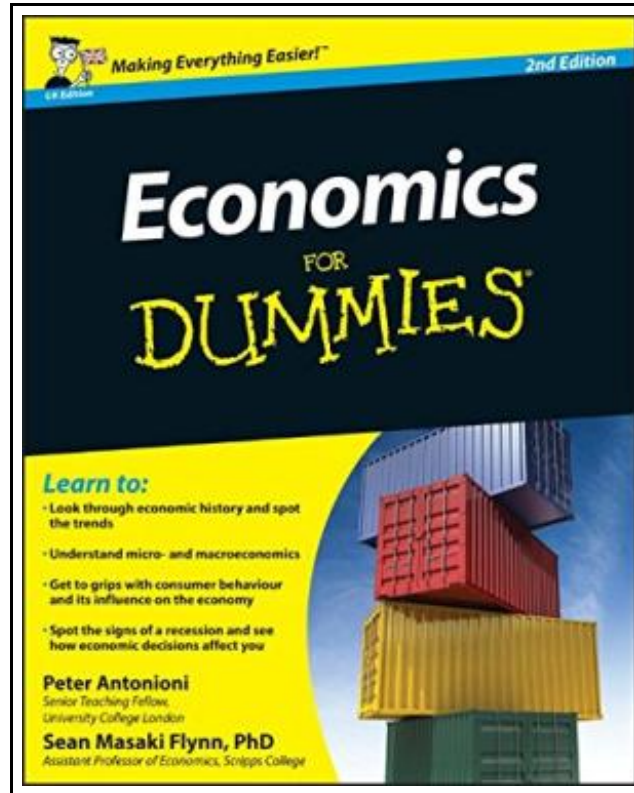 Making Everything Easier!™
UK Edition
2nd Edition
Economics
FOR
DUMMIES®
Learn to:
• Look through economic history and spot
the trends
• Understand micro- and macroeconomics
• Get to grips with consumer behaviour
and its influence on the economy
• Spot the signs of a recession and see
how economic decisions affect you
Peter Antonioni
Senior Teaching Fellow,
University College London
Sean Masaki Flynn, PhD
Assistant Professor of Economics, Scripps College